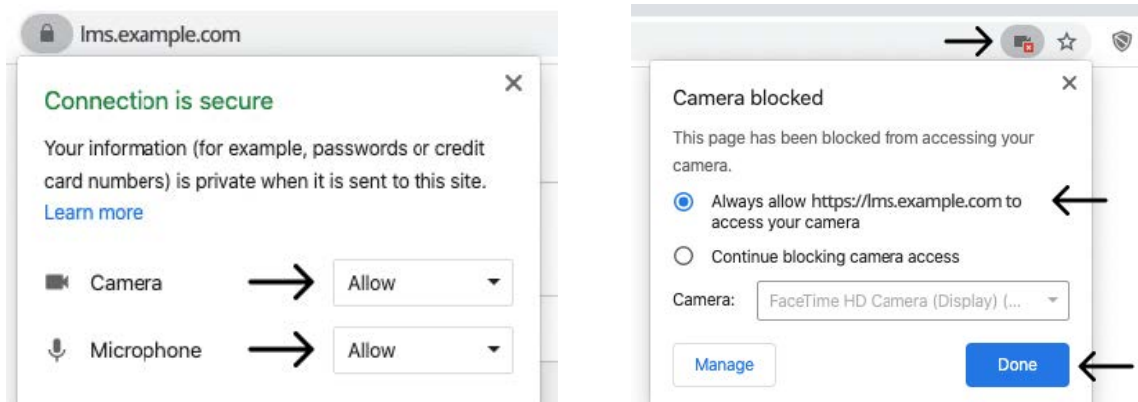 lms.example.com
Connection is secure
Your information (for example, passwords or credit
card numbers) is private when it is sent to this site.
Learn more
Camera
Allow
Microphone
Allow
Camera blocked
This page has been blocked from accessing your
camera.
Always allow https://lms.example.com to
access your camera
Continue blocking camera access
Camera: FaceTime HD Camera (Display) (...
Manage
Done